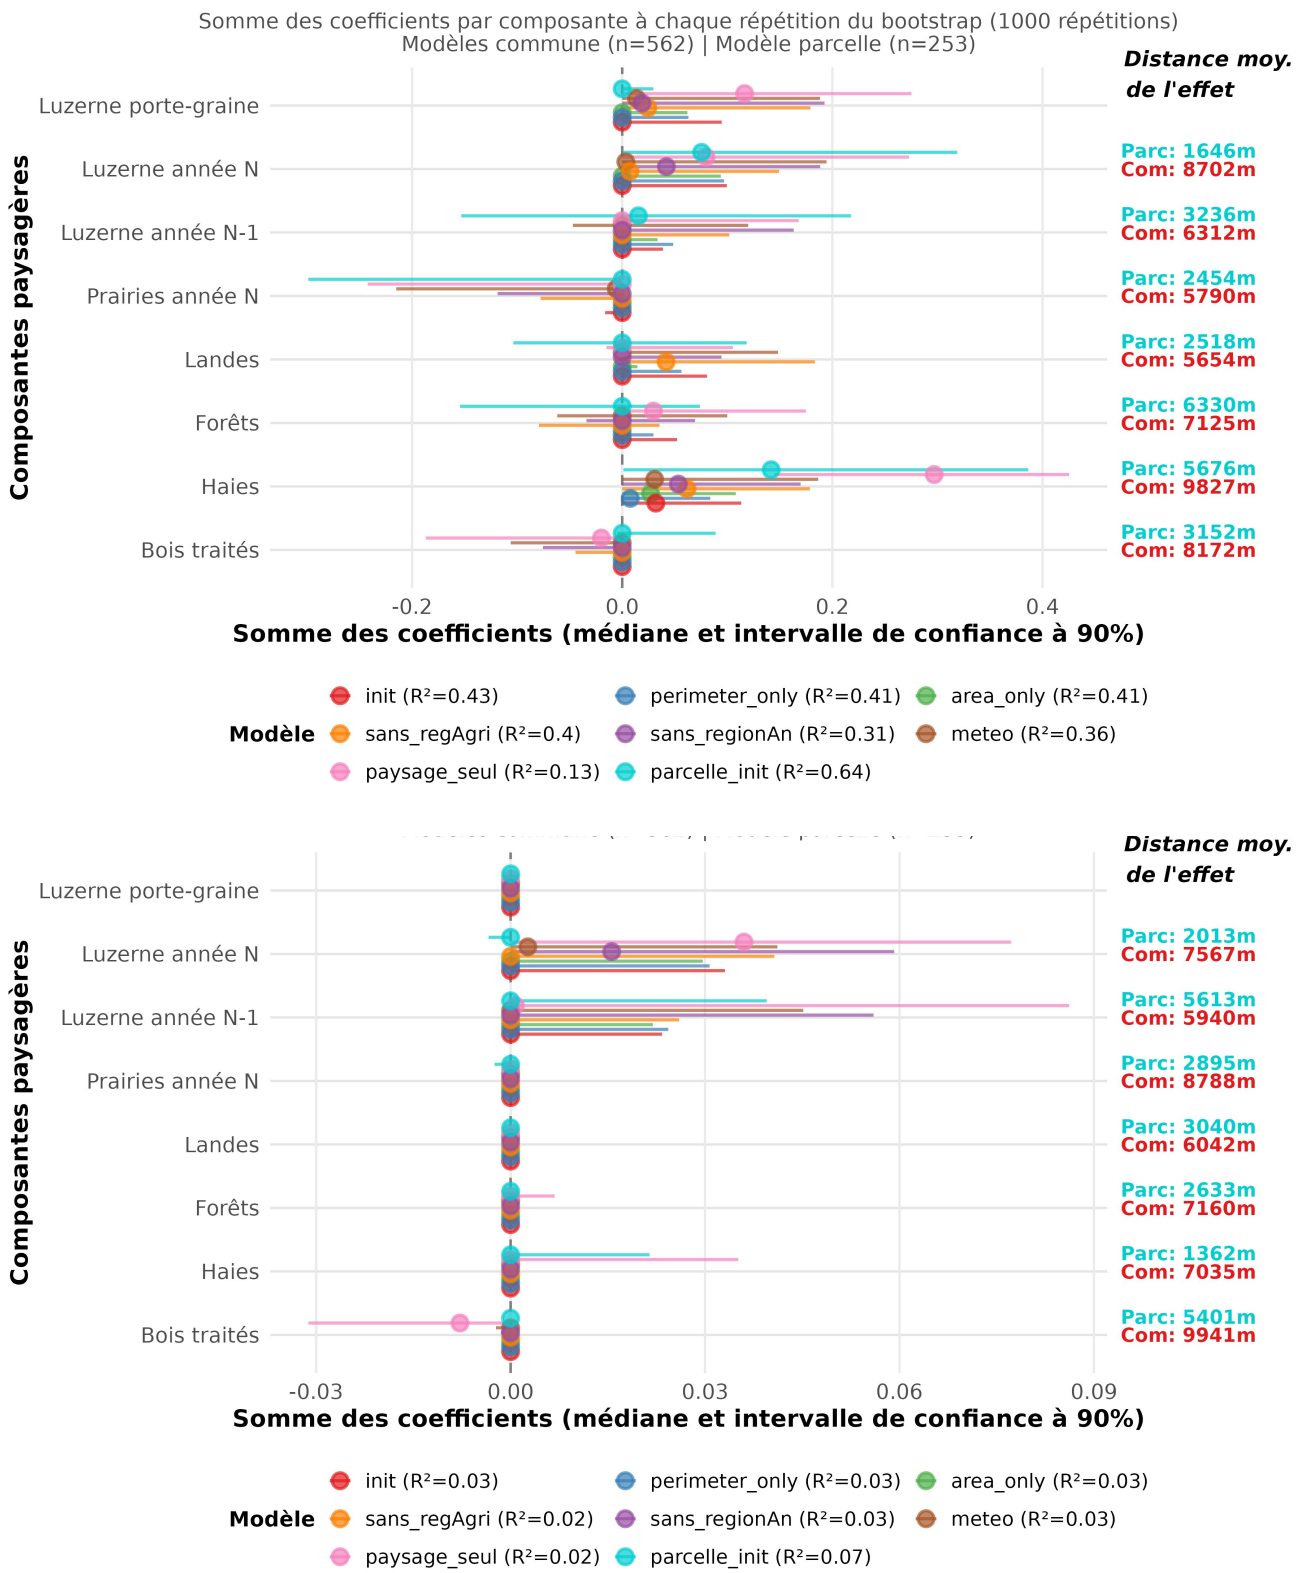 Somme des coefficients par composante à chaque répétition du bootstrap (1000 répétitions)
Modèles commune (n=562) | Modèle parcelle (n=253)
Distance moy.
de l'effet
Composantes paysagères
Luzerne porte-graine
Luzerne année N
Parc: 1646m
Com: 8702m
Luzerne année N-1
Parc: 3236m
Com: 6312m
Prairies année N
Parc: 2454m
Com: 5790m
Landes
Parc: 2518m
Com: 5654m
Forêts
Parc: 6330m
Com: 7125m
Haies
Parc: 5676m
Com: 9827m
Bois traités
Parc: 3152m
Com: 8172m
-0.2 0.0 0.2 0.4
Somme des coefficients (médiane et intervalle de confiance à 90%)
Modèle
init (R²=0.43) perimeter_only (R²=0.41) area_only (R²=0.41)
sans_regAgri (R²=0.4) sans_regionAn (R²=0.31) meteo (R²=0.36)
paysage_seul (R²=0.13) parcelle_init (R²=0.64)
Distance moy.
de l'effet
Composantes paysagères
Luzerne porte-graine
Luzerne année N
Parc: 2013m
Com: 7567m
Luzerne année N-1
Parc: 5613m
Com: 5940m
Prairies année N
Parc: 2895m
Com: 8788m
Landes
Parc: 3040m
Com: 6042m
Forêts
Parc: 2633m
Com: 7160m
Haies
Parc: 1362m
Com: 7035m
Bois traités
Parc: 5401m
Com: 9941m
-0.03 0.00 0.03 0.06 0.09
Somme des coefficients (médiane et intervalle de confiance à 90%)
Modèle
init (R²=0.03) perimeter_only (R²=0.03) area_only (R²=0.03)
sans_regAgri (R²=0.02) sans_regionAn (R²=0.03) meteo (R²=0.03)
paysage_seul (R²=0.02) parcelle_init (R²=0.07)